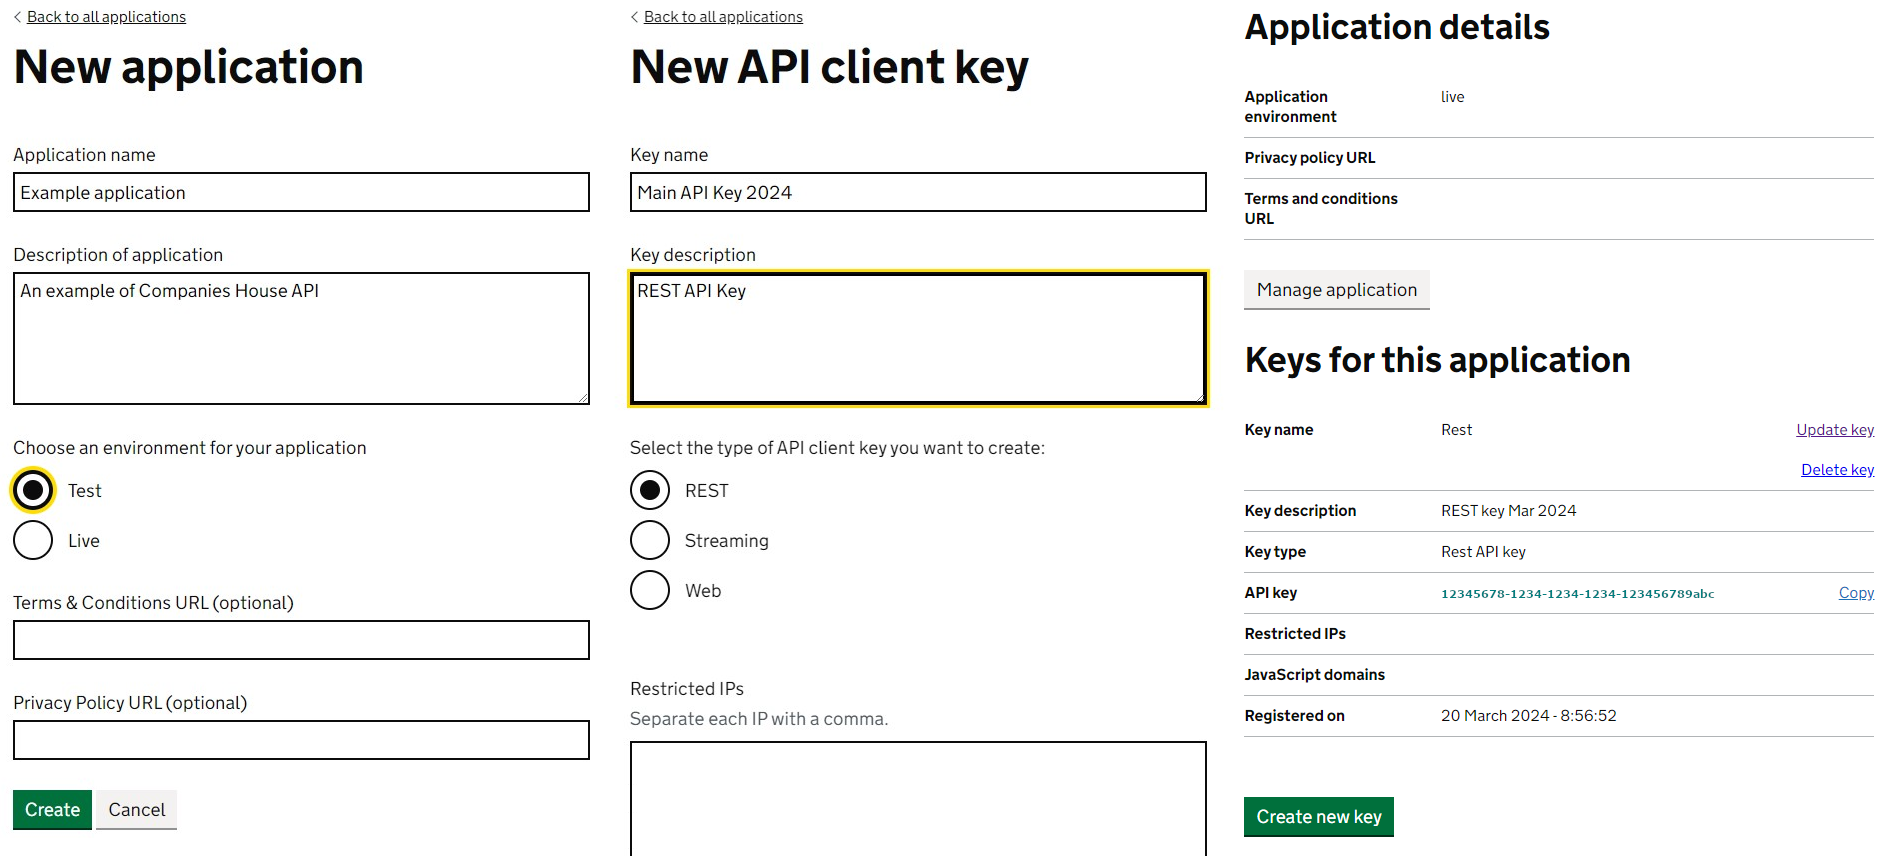 Back to all applications
New application
Application name
Example application
Description of application
An example of Companies House API
Choose an environment for your application
Test
Live
Terms & Conditions URL (optional)
Privacy Policy URL (optional)
Create
Cancel
Back to all applications
New API client key
Key name
Main API Key 2024
Key description
REST API Key
Select the type of API client key you want to create:
REST
Streaming
Web
Restricted IPs
Separate each IP with a comma.
Application details
Application environment
live
Privacy policy URL
Terms and conditions URL
Manage application
Keys for this application
Key name
Rest
Update key
Delete key
Key description
REST key Mar 2024
Key type
Rest API key
API key
12345678-1234-1234-1234-123456789abc
Copy
Restricted IPs
JavaScript domains
Registered on
20 March 2024 - 8:56:52
Create new key